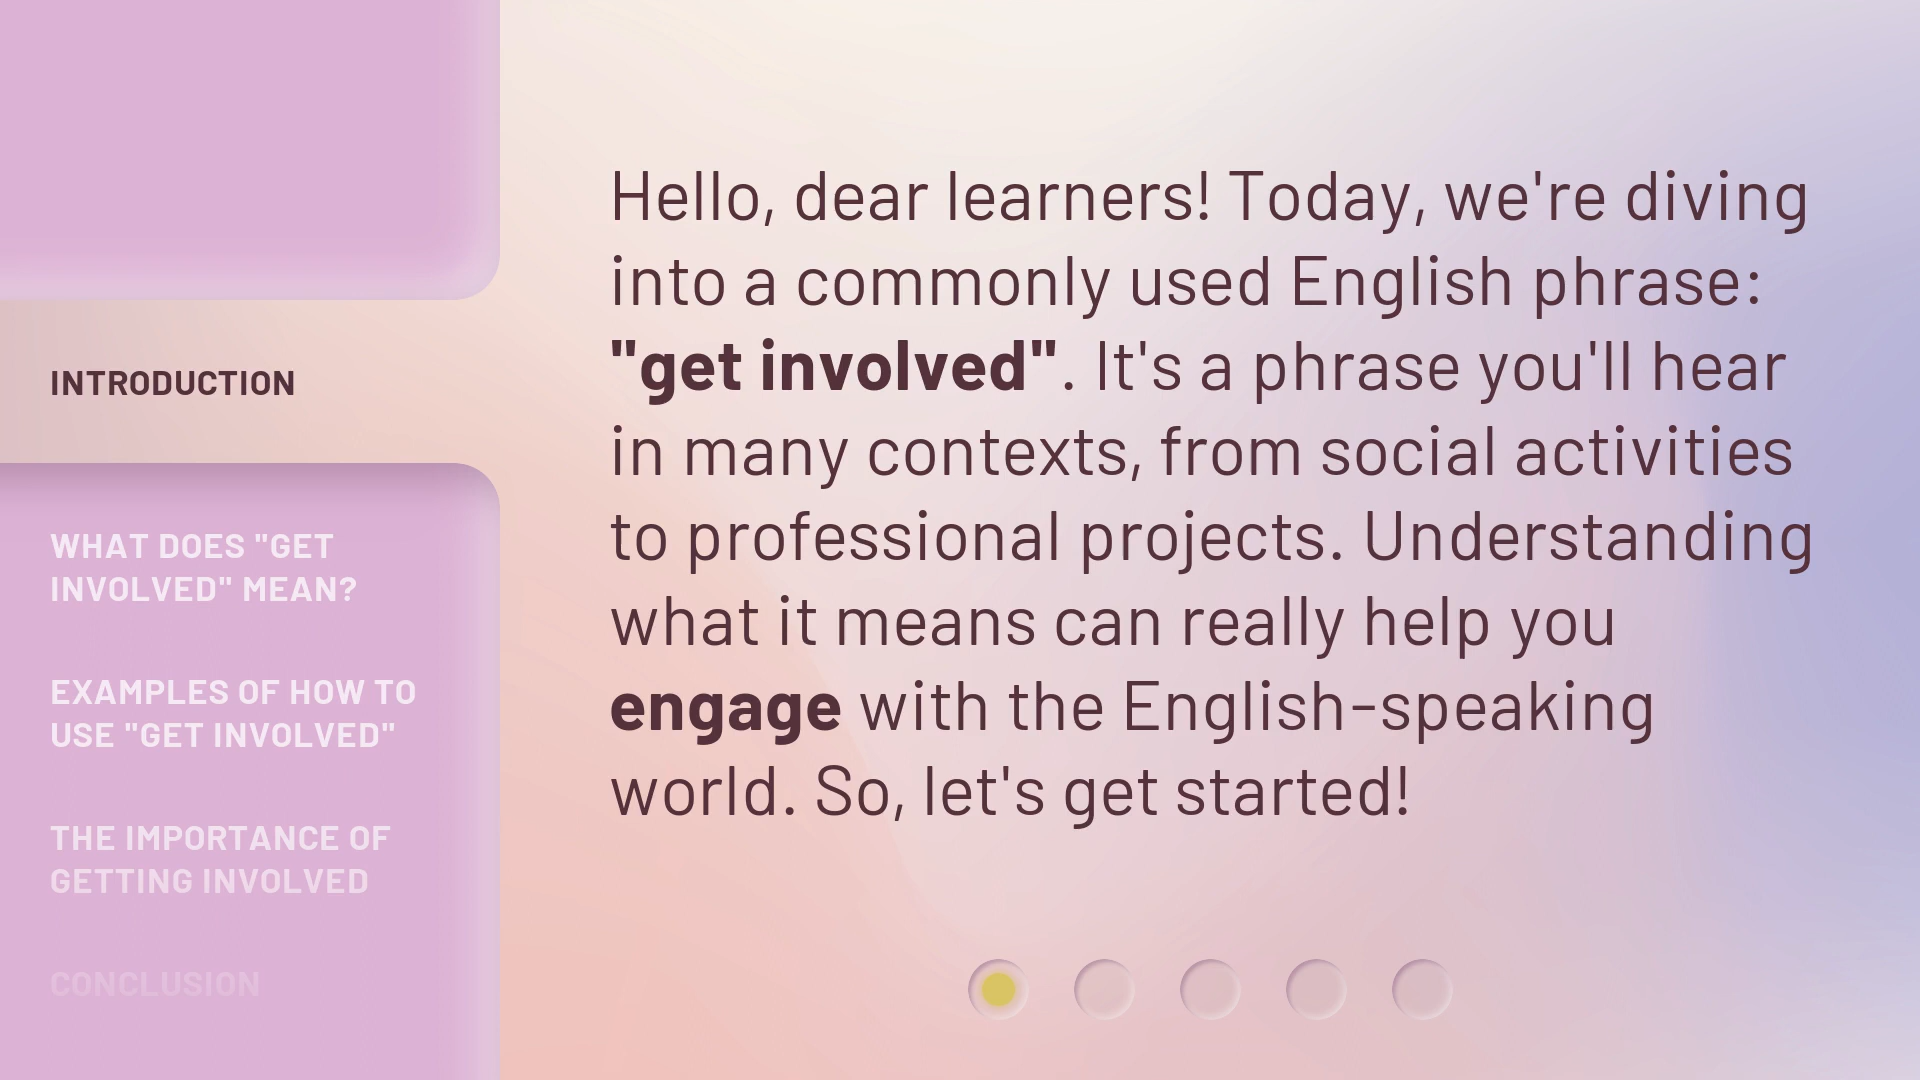 INTRODUCTION
WHAT DOES "GET
INVOLVED" MEAN?
EXAMPLES OF HOW TO
USE "GET INVOLVED"
THE IMPORTANCE OF
GETTING INVOLVED
CONCLUSION
Hello, dear learners! Today, we're diving
into a commonly used English phrase:
"get involved". It's a phrase you'll hear
in many contexts, from social activities
to professional projects. Understanding
what it means can really help you
engage with the English-speaking
world. So, let's get started!